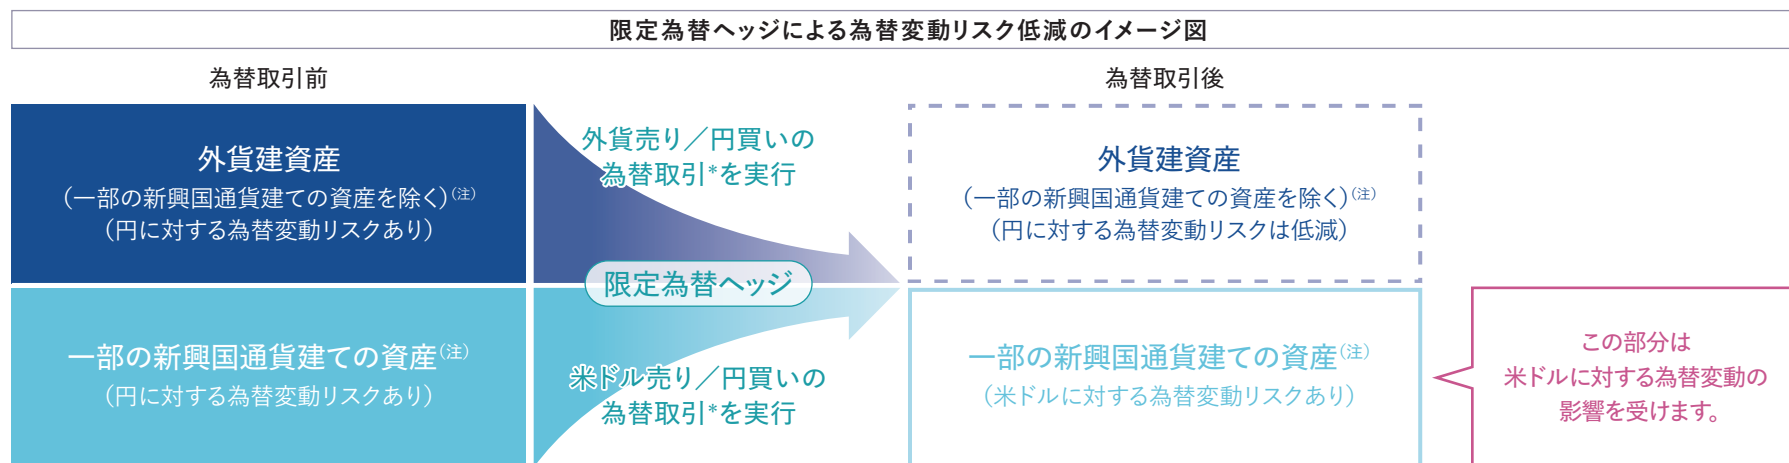 限定為替ヘッジによる為替変動リスク低減のイメージ図
為替取引前
為替取引後
外貨建資産
（一部の新興国通貨建ての資産を除く）(注)
（円に対する為替変動リスクあり）
外貨売り／円買いの
為替取引*を実行
外貨建資産
（一部の新興国通貨建ての資産を除く）(注)
（円に対する為替変動リスクは低減）
限定為替ヘッジ
一部の新興国通貨建ての資産(注)
（円に対する為替変動リスクあり）
米ドル売り／円買いの
為替取引*を実行
一部の新興国通貨建ての資産(注)
（米ドルに対する為替変動リスクあり）
この部分は
米ドルに対する為替変動の
影響を受けます。